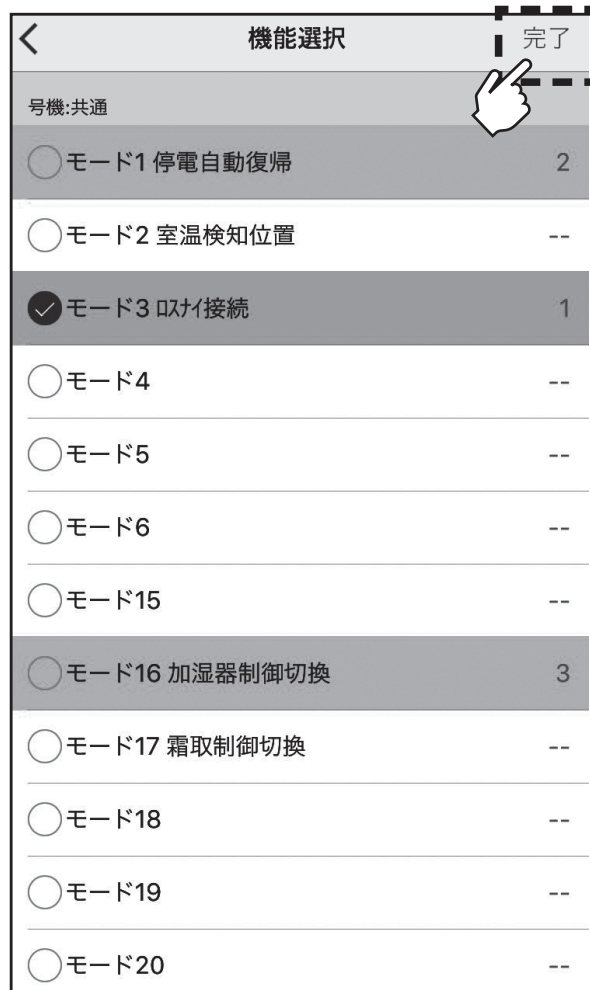 機能選択
完了
号機:共通
モード1 停電自動復帰 2
モード2 室温検知位置 --
モード3 ﾛｽﾅｲ接続 1
モード4 --
モード5 --
モード6 --
モード15 --
モード16 加湿器制御切換 3
モード17 霜取制御切換 --
モード18 --
モード19 --
モード20 --